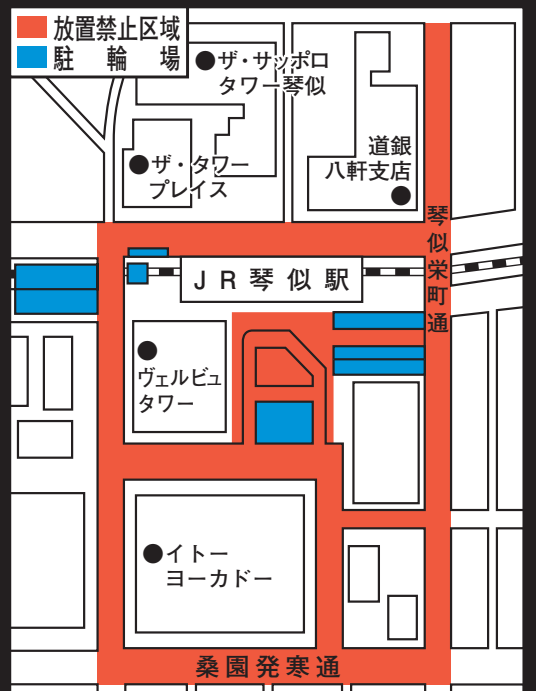 放置禁止区域
駐輪場
ザ・サッポロ
タワー琴似
道銀
八軒支店
ザ・タワー
プレイス
琴似栄町通
JR琴似駅
ヴェルビュ
タワー
イトー
ヨーカドー
桑園発寒通